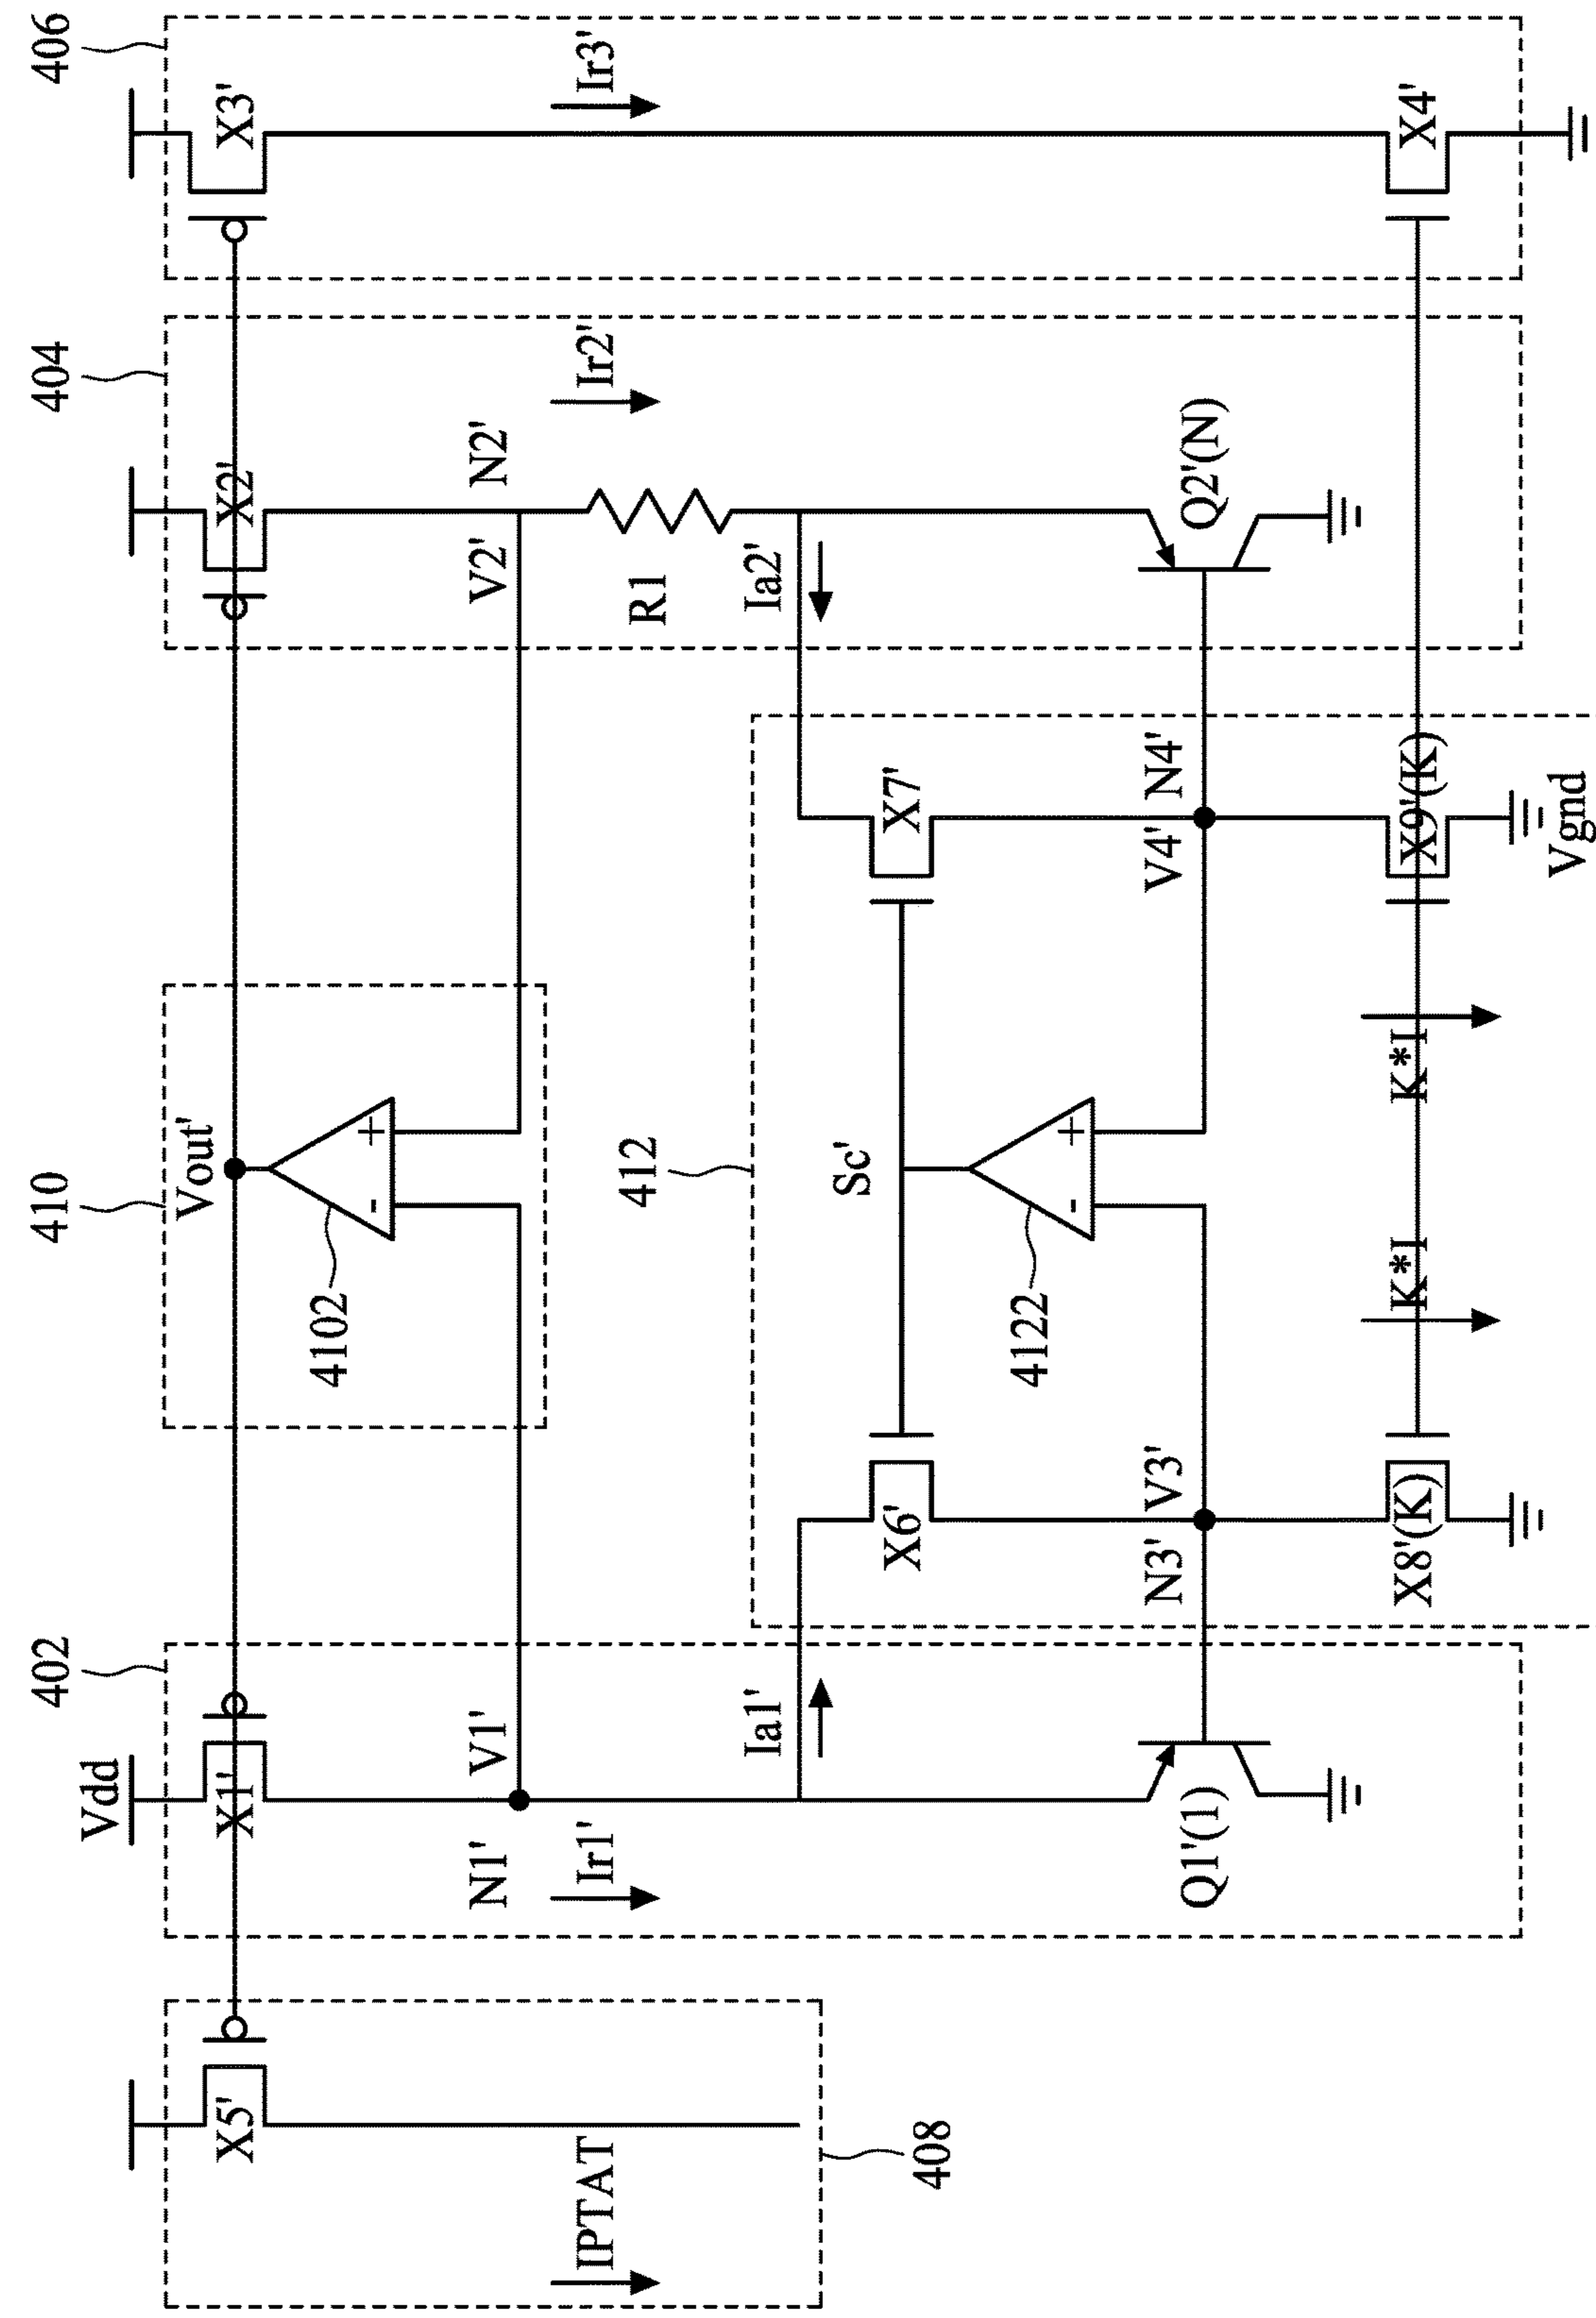 406
404
410
402
412
408
X3'
Ir3'
X4'
X2'
N2'
V2'
Ir2'
R1
Ia2'
Q2'(N)
Vout'
+
-
4102
X7'
N4'
V4'
X9'(K)
Vgnd
K*I
Sc'
+
-
4122
K*I
X6'
V3'
N3'
X8'(K)
Vdd
X1'
V1'
N1'
Ir1'
Ia1'
Q1'(1)
X5'
IPTAT